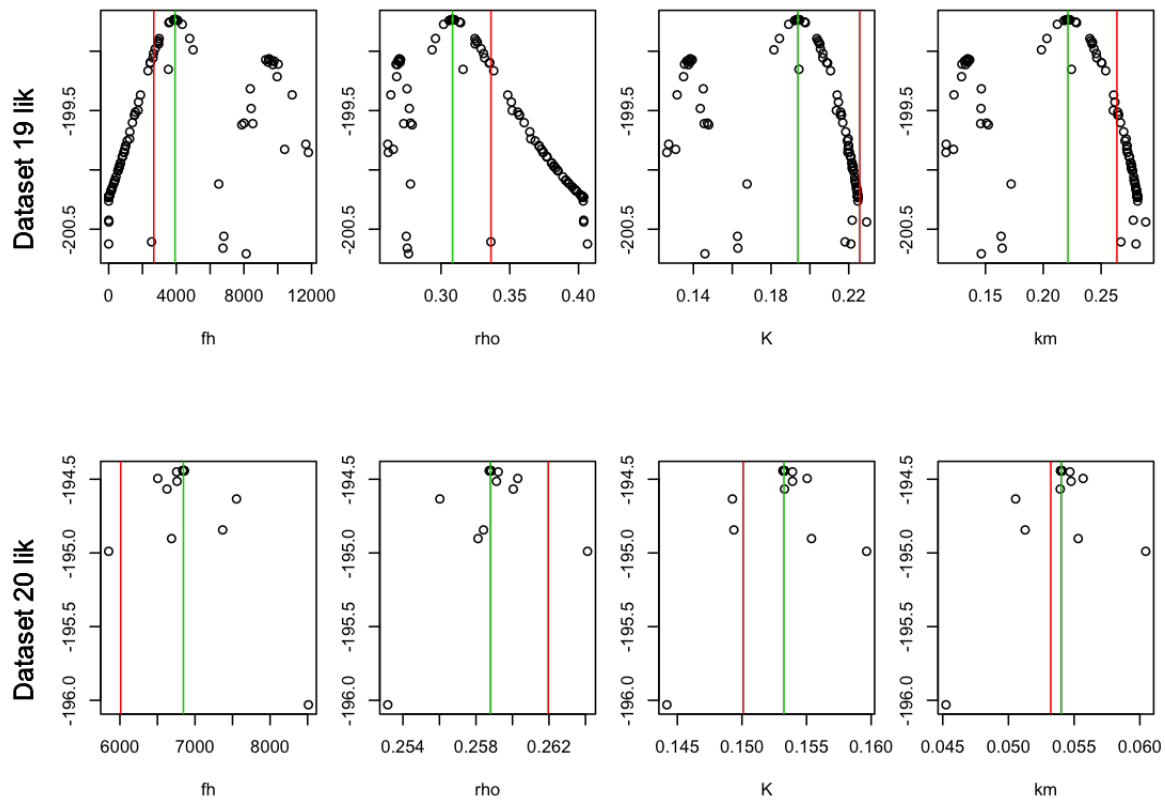 Dataset 19 lik
-200.5 -199.5
0 4000 8000 12000
fh
-200.5 -199.5
0.30 0.35 0.40
rho
-200.5 -199.5
0.14 0.18 0.22
K
-200.5 -199.5
0.15 0.20 0.25
km
Dataset 20 lik
-196.0 -195.5 -195.0 -194.5
6000 7000 8000
fh
-196.0 -195.5 -195.0 -194.5
0.254 0.258 0.262
rho
-196.0 -195.5 -195.0 -194.5
0.145 0.150 0.155 0.160
K
-196.0 -195.5 -195.0 -194.5
0.045 0.050 0.055 0.060
km